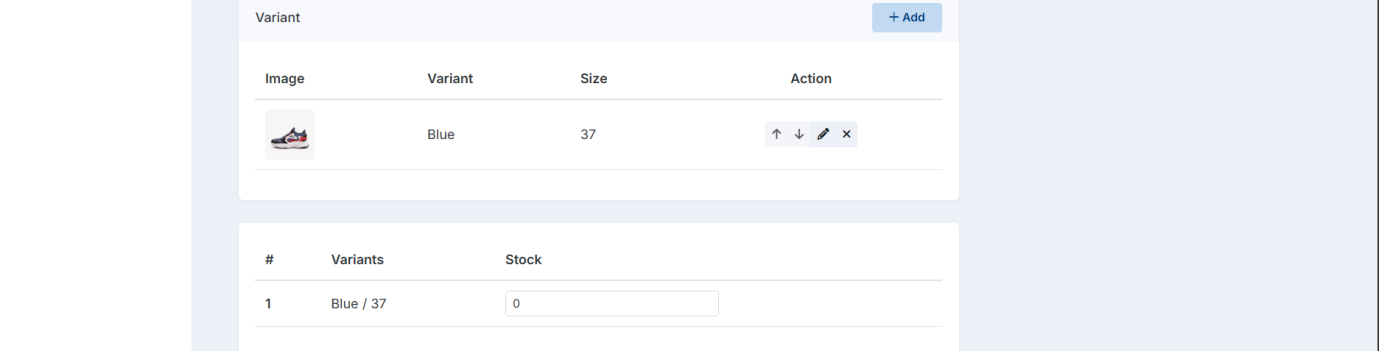 Variant
+ Add
Image Variant Size Action
Blue 37
# Variants Stock
1 Blue / 37 0